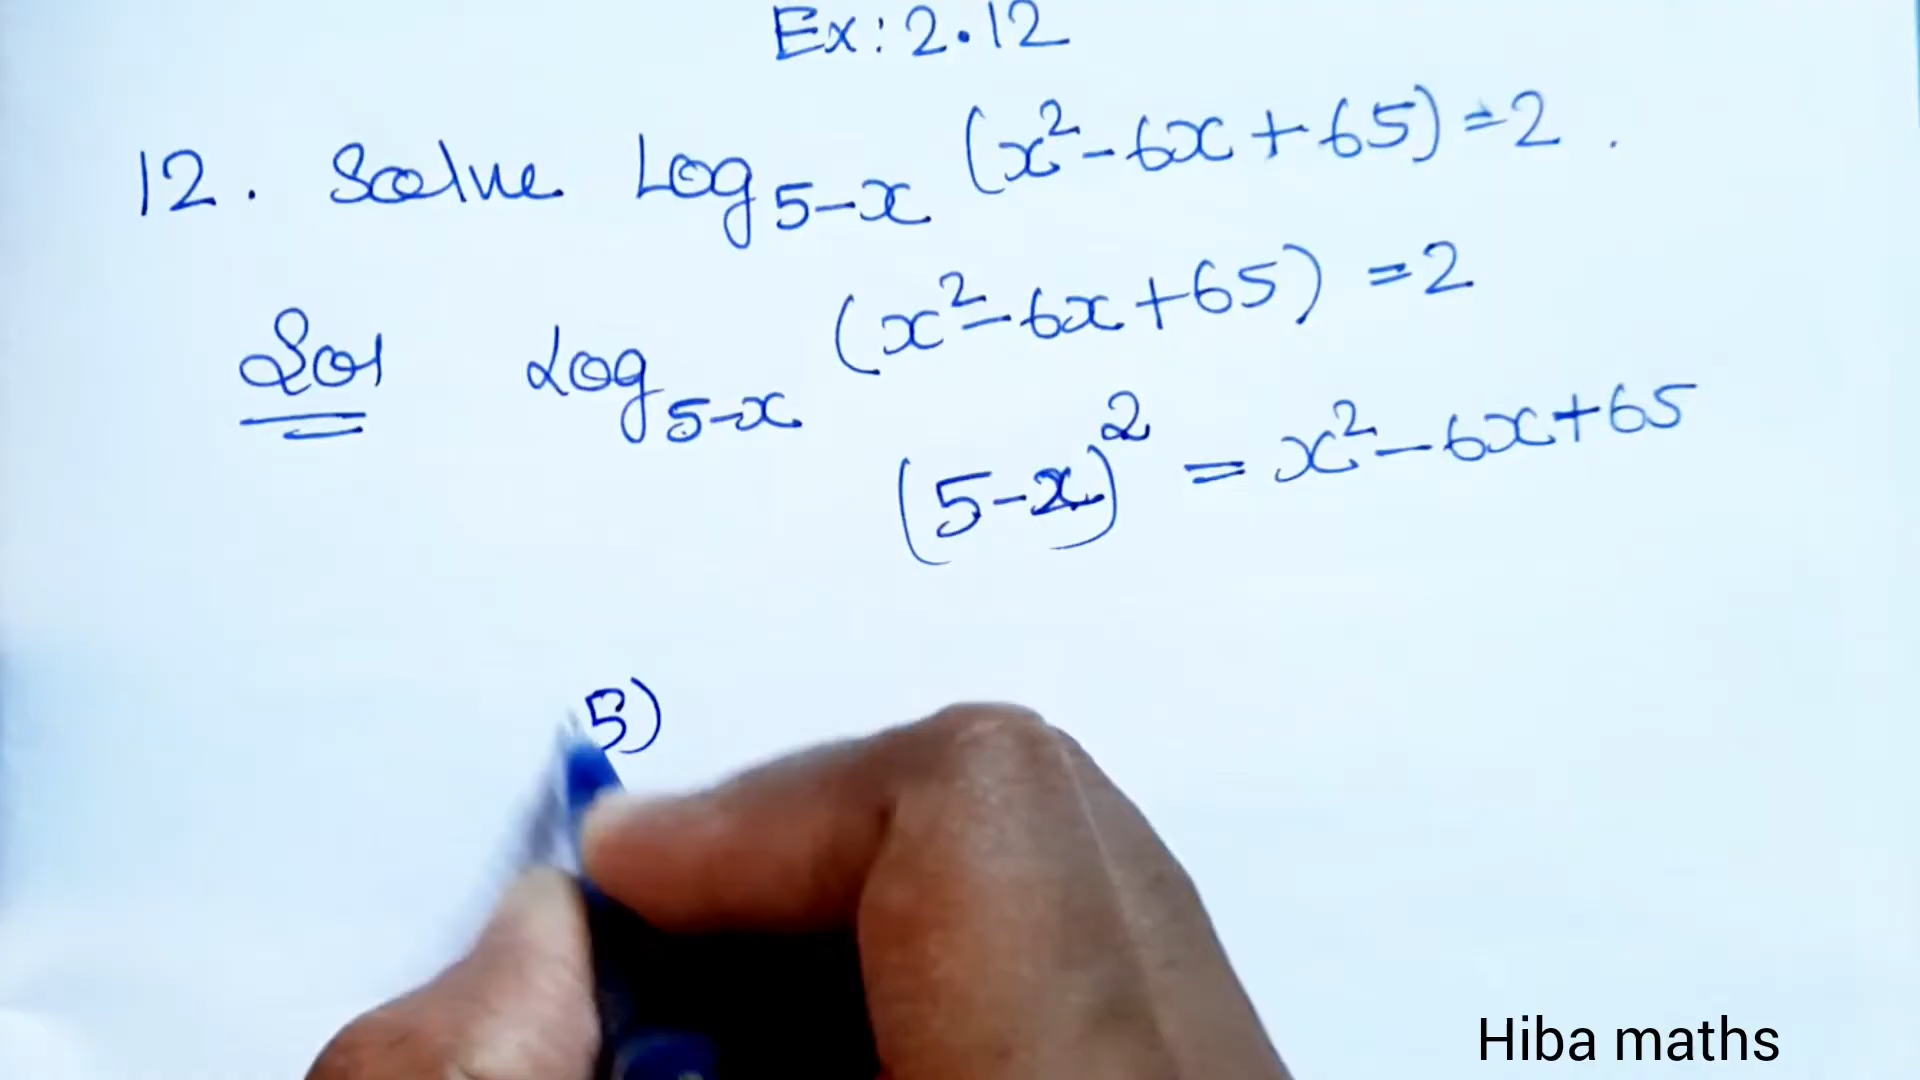 Ex: 2.12
12. Solve Log₅₋ₓ (x²-6x+65) = 2.
Sol Log₅₋ₓ (x²-6x+65) = 2
(5-x)² = x²-6x+65
5)
Hiba maths